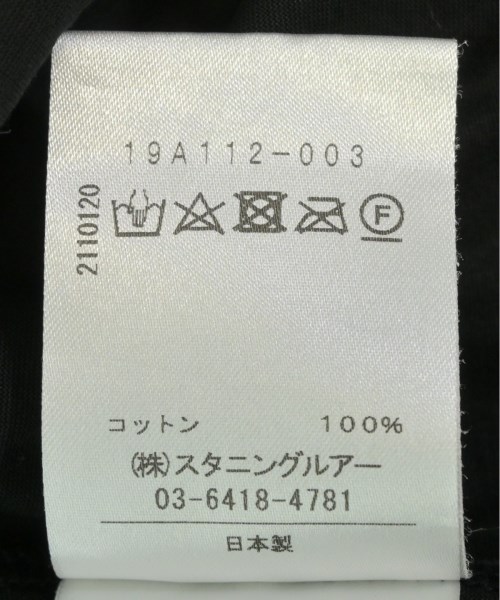 19A112-003
2110120
F
コットン 100%
(株)スタニングルアー
03-6418-4781
日本製